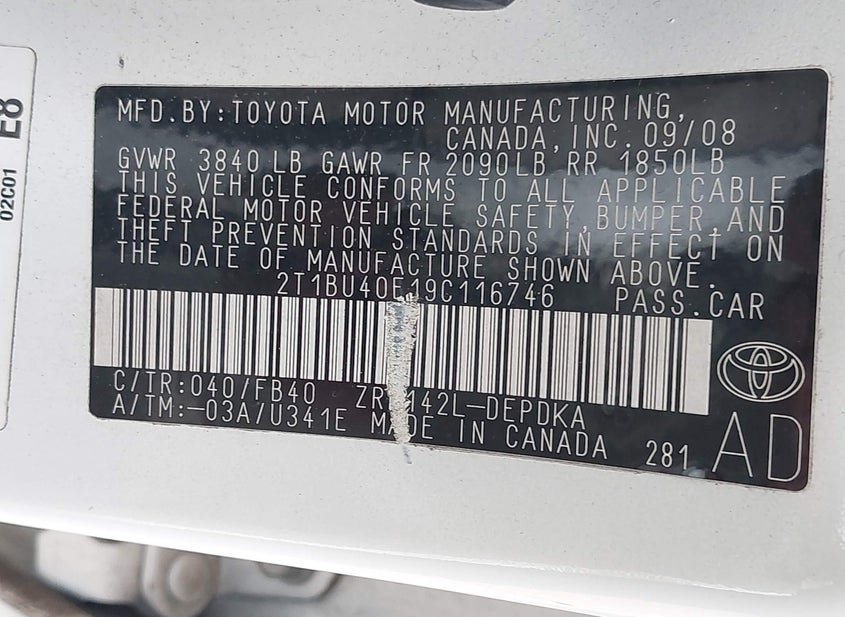 E8
02C01
MFD.BY:TOYOTA MOTOR MANUFACTURING,
CANADA, INC. 09/08
GVWR 3840 LB GAWR FR 2090LB RR 1850LB
THIS VEHICLE CONFORMS TO ALL APPLICABLE
FEDERAL MOTOR VEHICLE SAFETY,BUMPER,AND
THEFT PREVENTION STANDARDS IN EFFECT ON
THE DATE OF MANUFACTURE SHOWN ABOVE.
2T1BU40E19C116746 PASS.CAR
C/TR:040/FB40
A/TM:-03A/U341E MADE IN CANADA 281 AD